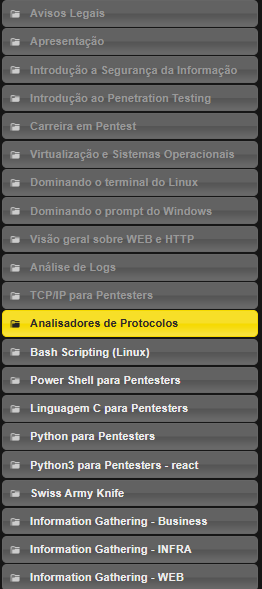 Avisos Legais
Apresentação
Introdução a Segurança da Informação
Introdução ao Penetration Testing
Carreira em Pentest
Virtualização e Sistemas Operacionais
Dominando o terminal do Linux
Dominando o prompt do Windows
Visão geral sobre WEB e HTTP
Análise de Logs
TCP/IP para Pentesters
Analisadores de Protocolos
Bash Scripting (Linux)
Power Shell para Pentesters
Linguagem C para Pentesters
Python para Pentesters
Python3 para Pentesters - react
Swiss Army Knife
Information Gathering - Business
Information Gathering - INFRA
Information Gathering - WEB